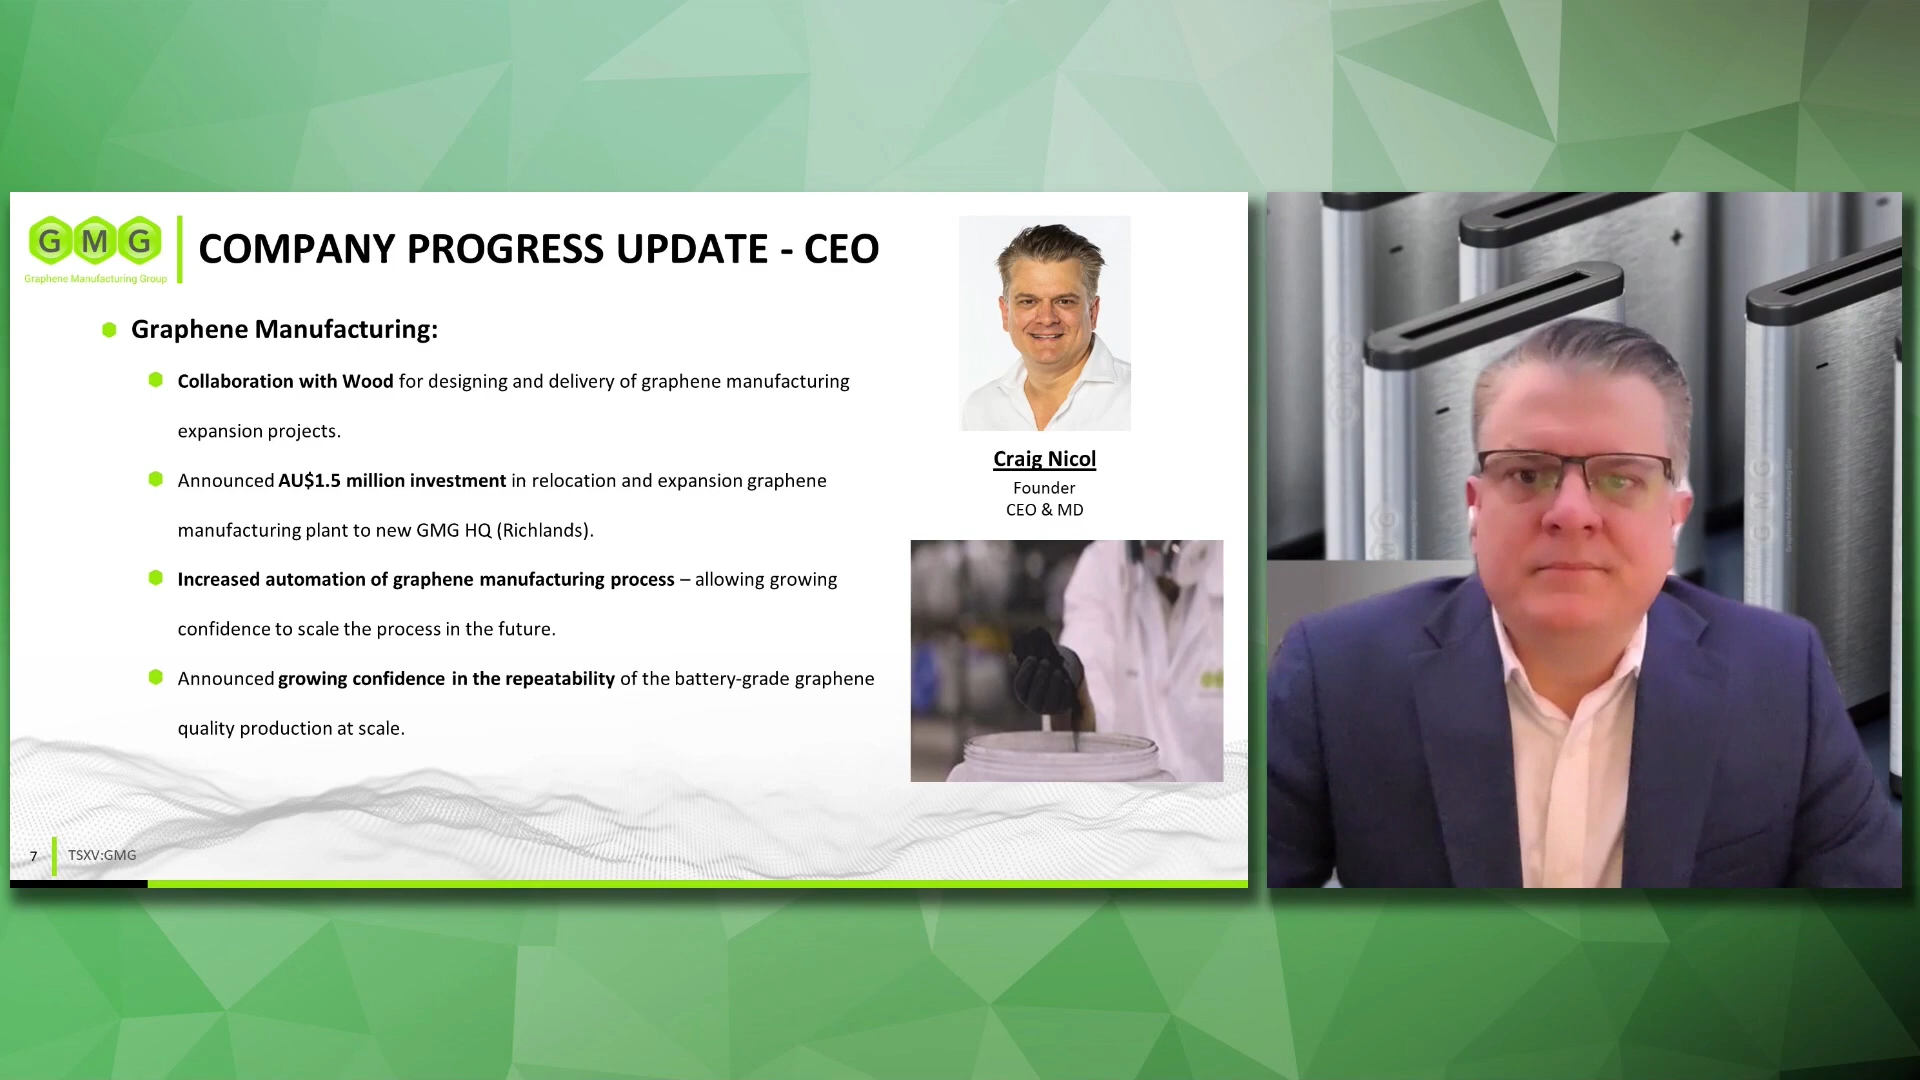 G M G
Graphene Manufacturing Group
COMPANY PROGRESS UPDATE - CEO
Graphene Manufacturing:
Collaboration with Wood for designing and delivery of graphene manufacturing
expansion projects.
Announced AU$1.5 million investment in relocation and expansion graphene
manufacturing plant to new GMG HQ (Richlands).
Increased automation of graphene manufacturing process – allowing growing
confidence to scale the process in the future.
Announced growing confidence in the repeatability of the battery-grade graphene
quality production at scale.
Craig Nicol
Founder
CEO & MD
7
TSXV:GMG